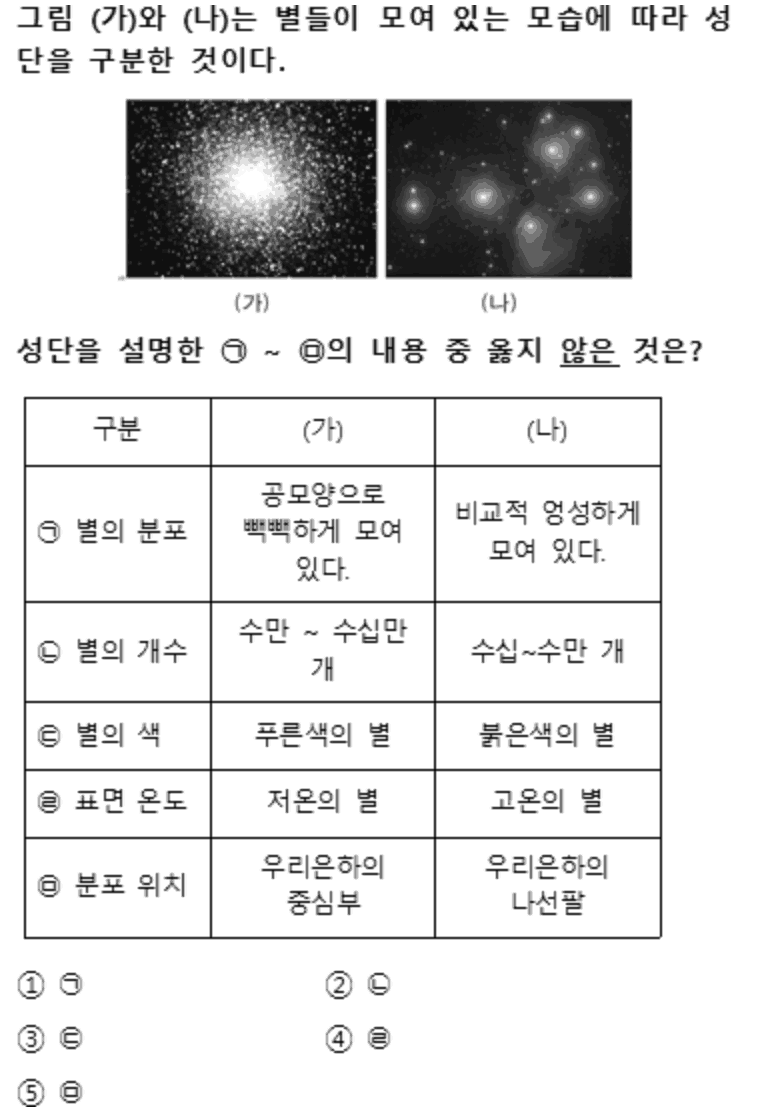 그림 (가)와 (나)는 별들이 모여 있는 모습에 따라 성
단을 구분한 것이다.
(가) (나)
성단을 설명한 ㉠ ~ ㉤의 내용 중 옳지 않은 것은?
구분 (가) (나)
㉠ 별의 분포 공모양으로
빽빽하게 모여
있다.
비교적 엉성하게
모여 있다.
㉡ 별의 개수 수만 ~ 수십만
개
수십~수만 개
㉢ 별의 색 푸른색의 별 붉은색의 별
㉣ 표면 온도 저온의 별 고온의 별
㉤ 분포 위치 우리은하의
중심부
우리은하의
나선팔
① ㉠ ② ㉡
③ ㉢ ④ ㉣
⑤ ㉤